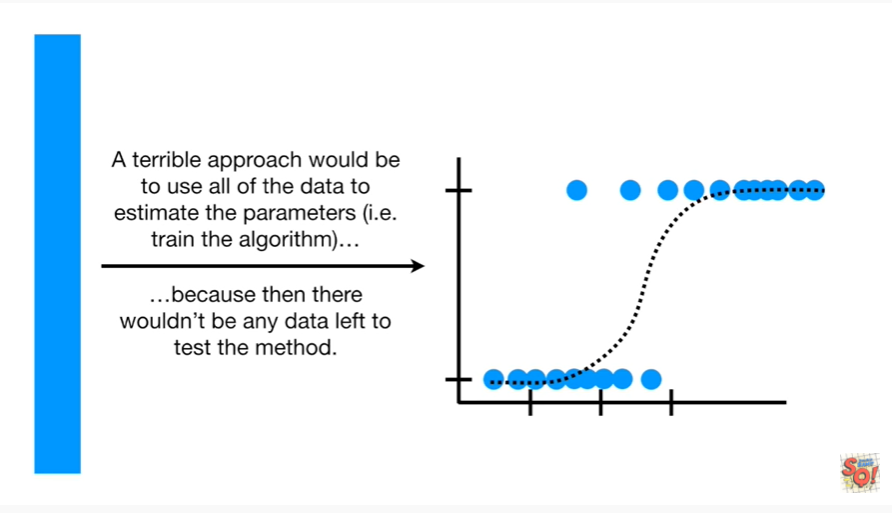 A terrible approach would be
to use all of the data to
estimate the parameters (i.e.
train the algorithm)…
…because then there
wouldn’t be any data left to
test the method.
SQ!